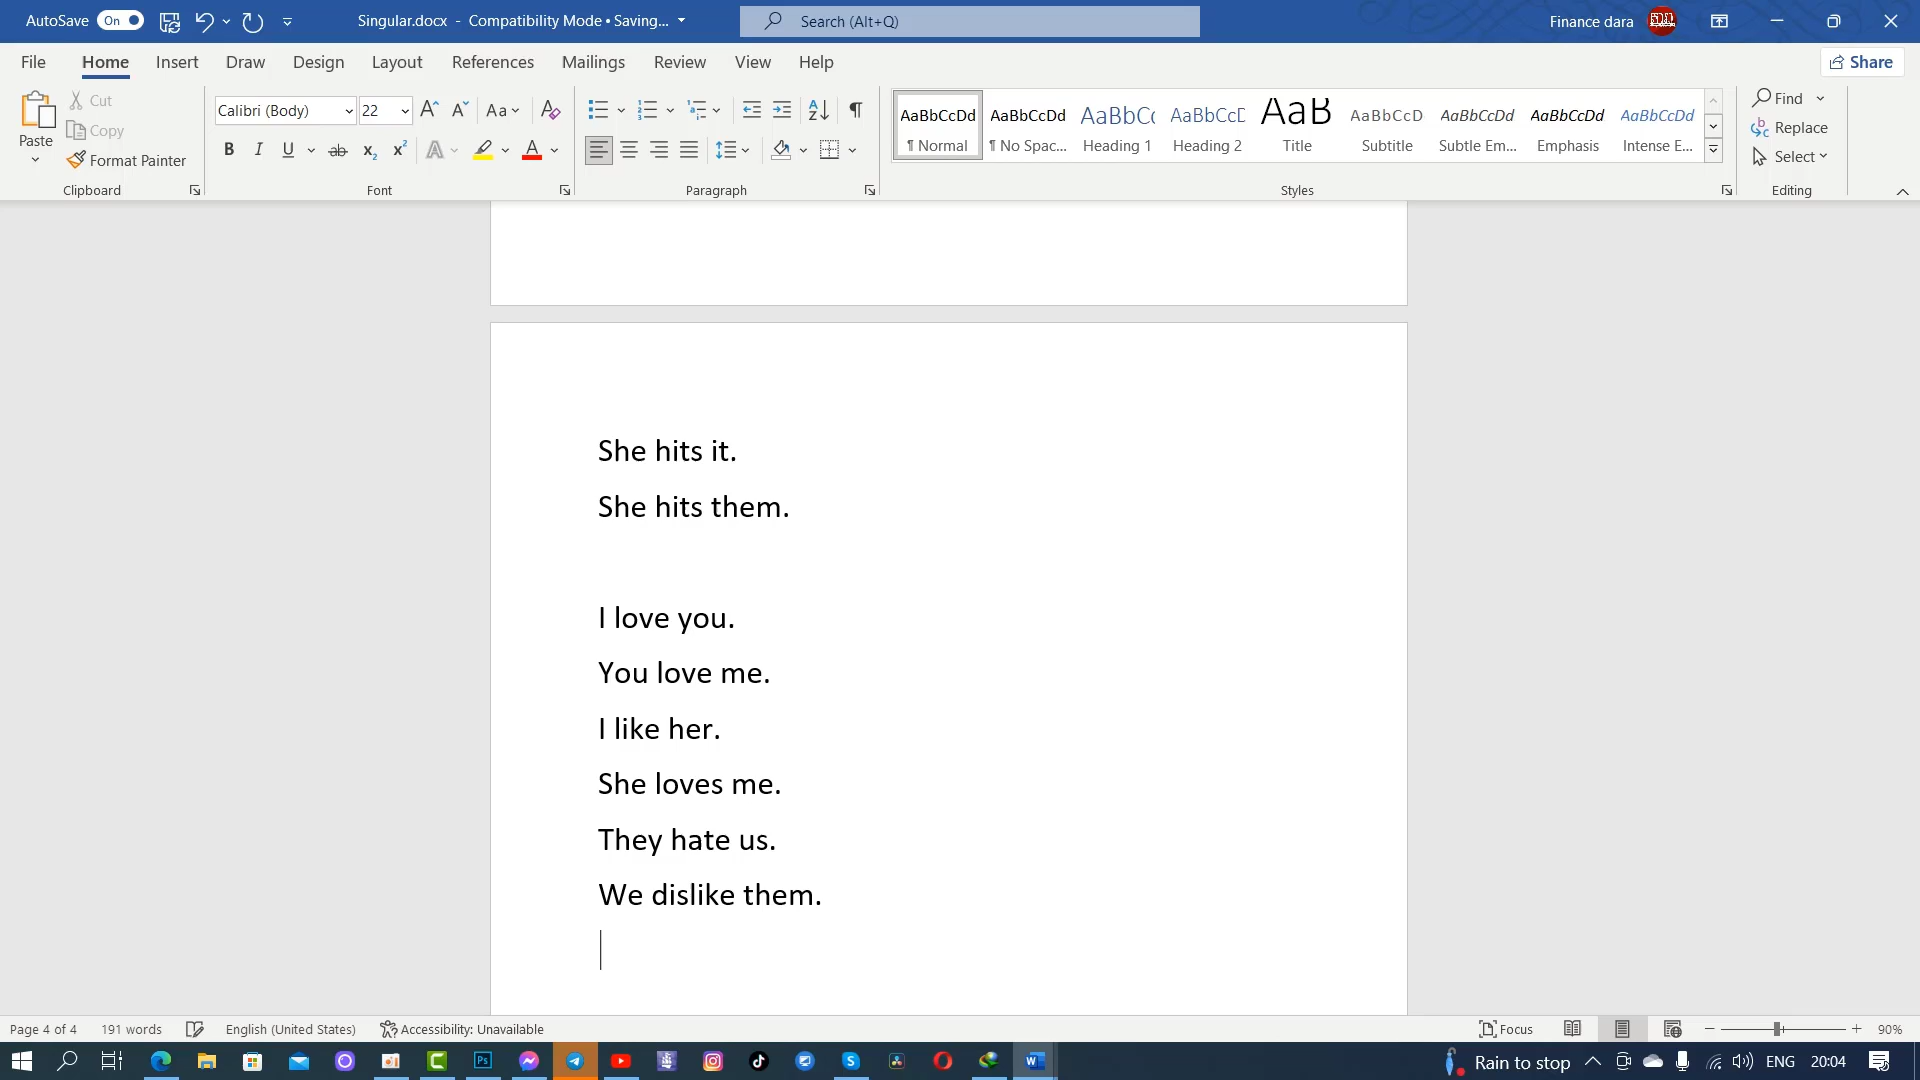 AutoSave On Singular.docx - Compatibility Mode • Saving... Search (Alt+Q) Finance dara
File Home Insert Draw Design Layout References Mailings Review View Help Share
Paste Cut Copy Format Painter
Clipboard
Calibri (Body) 22 Aa
B I U ab x₂ x² A A
Font
Paragraph
AaBbCcDd AaBbCcDd AaBbCc AaBbCcE AaB AaBbCcD AaBbCcDd AaBbCcDd AaBbCcDd
¶ Normal ¶ No Spac... Heading 1 Heading 2 Title Subtitle Subtle Em... Emphasis Intense E...
Styles
Find
Replace
Select
Editing
She hits it.
She hits them.
I love you.
You love me.
I like her.
She loves me.
They hate us.
We dislike them.
Page 4 of 4 191 words English (United States) Accessibility: Unavailable Focus 90%
Rain to stop ENG 20:04